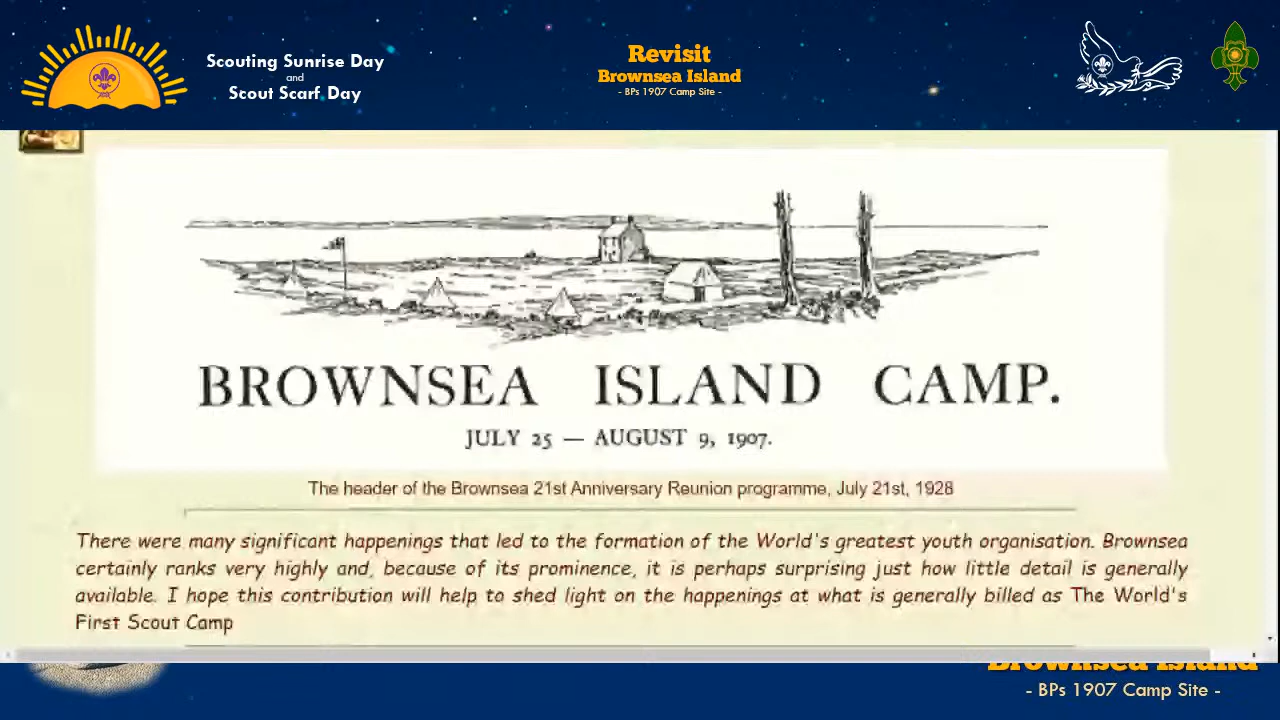 Scouting Sunrise Day
and
Scout Scarf Day
Revisit
Brownsea Island
- BPs 1907 Camp Site -
BROWNSEA ISLAND CAMP.
JULY 25 — AUGUST 9, 1907.
The header of the Brownsea 21st Anniversary Reunion programme, July 21st, 1928
There were many significant happenings that led to the formation of the World's greatest youth organisation. Brownsea
certainly ranks very highly and, because of its prominence, it is perhaps surprising just how little detail is generally
available. I hope this contribution will help to shed light on the happenings at what is generally billed as The World's
First Scout Camp
Brownsea Island
- BPs 1907 Camp Site -